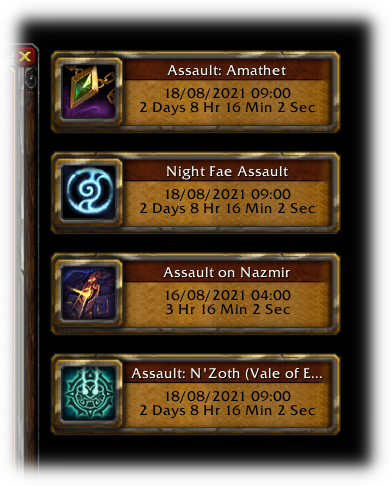 Assault: Amathet
18/08/2021 09:00
2 Days 8 Hr 16 Min 2 Sec
Night Fae Assault
18/08/2021 09:00
2 Days 8 Hr 16 Min 2 Sec
Assault on Nazmir
16/08/2021 04:00
3 Hr 16 Min 2 Sec
Assault: N'Zoth (Vale of E...
18/08/2021 09:00
2 Days 8 Hr 16 Min 2 Sec